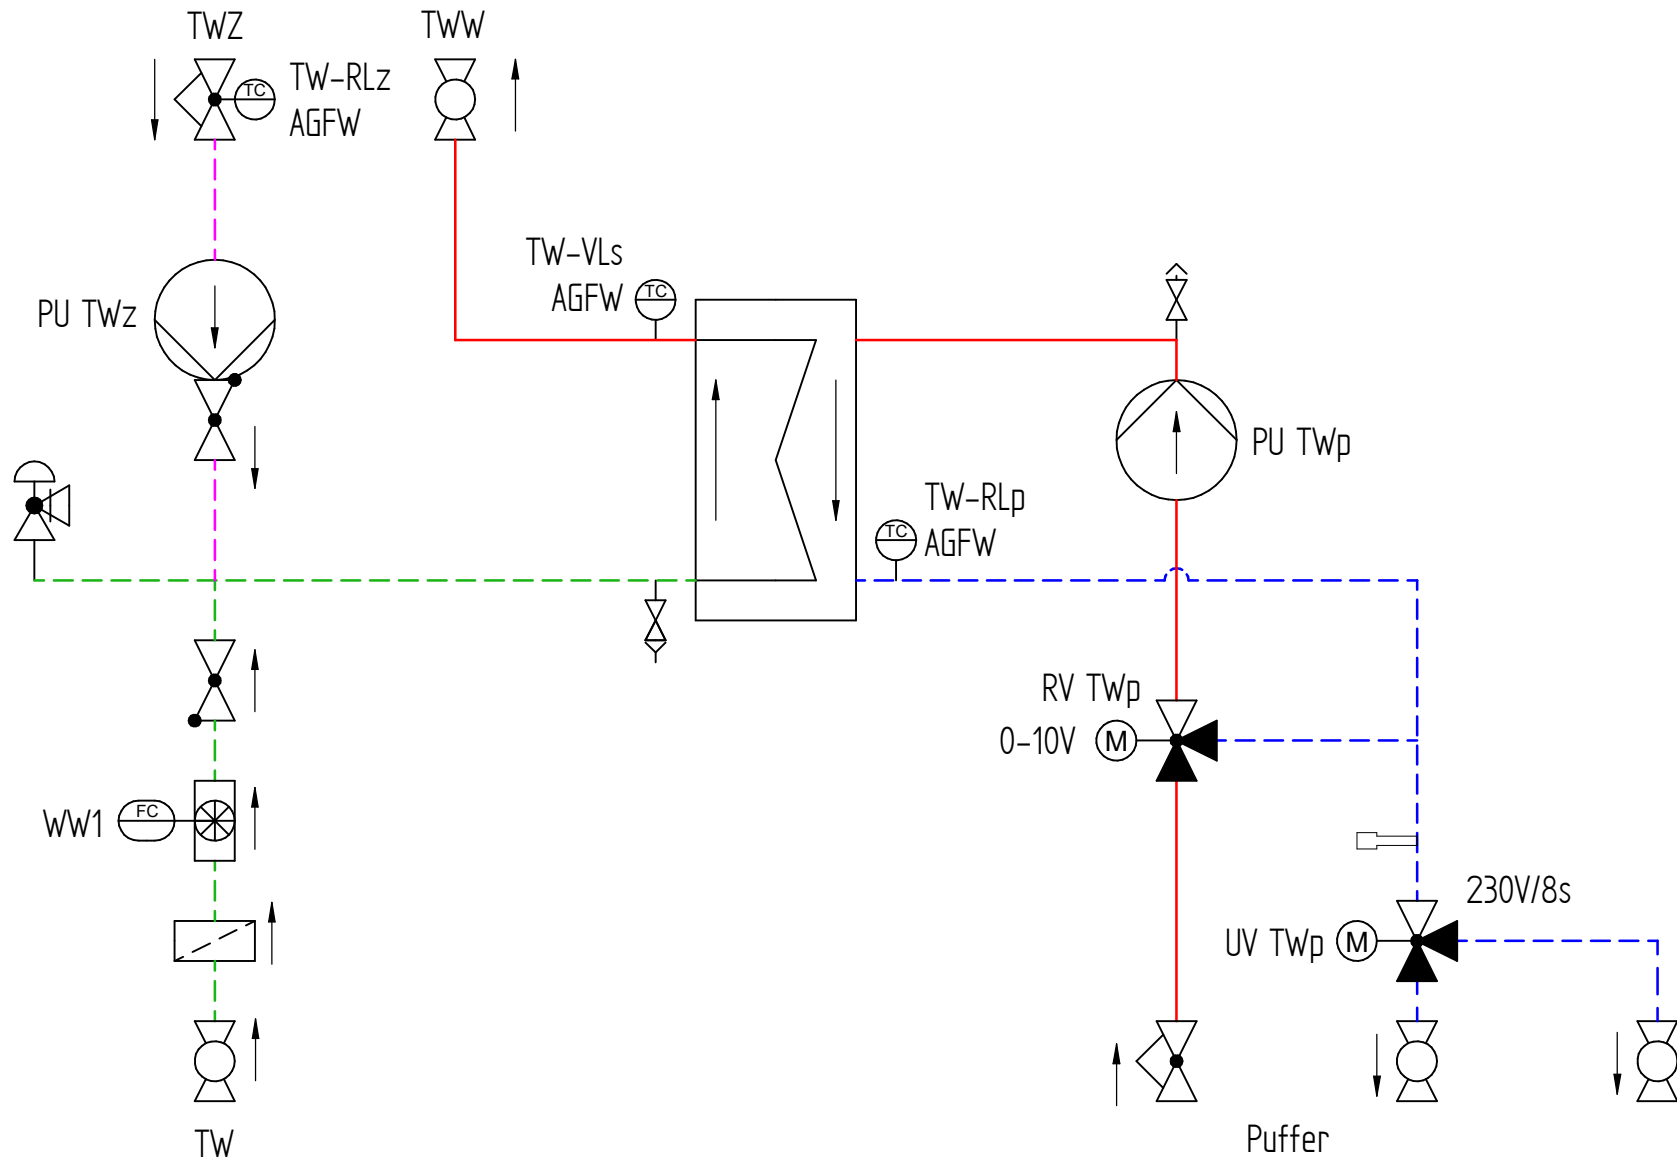 TWZ
TWW
TC
TW-RLz
AGFW
TW-VLs
AGFW
TC
PU TWz
PU TWp
TW-RLp
TC
AGFW
RV TWp
0-10V
M
WW1
FC
230V/8s
UV TWp
M
TW
Puffer